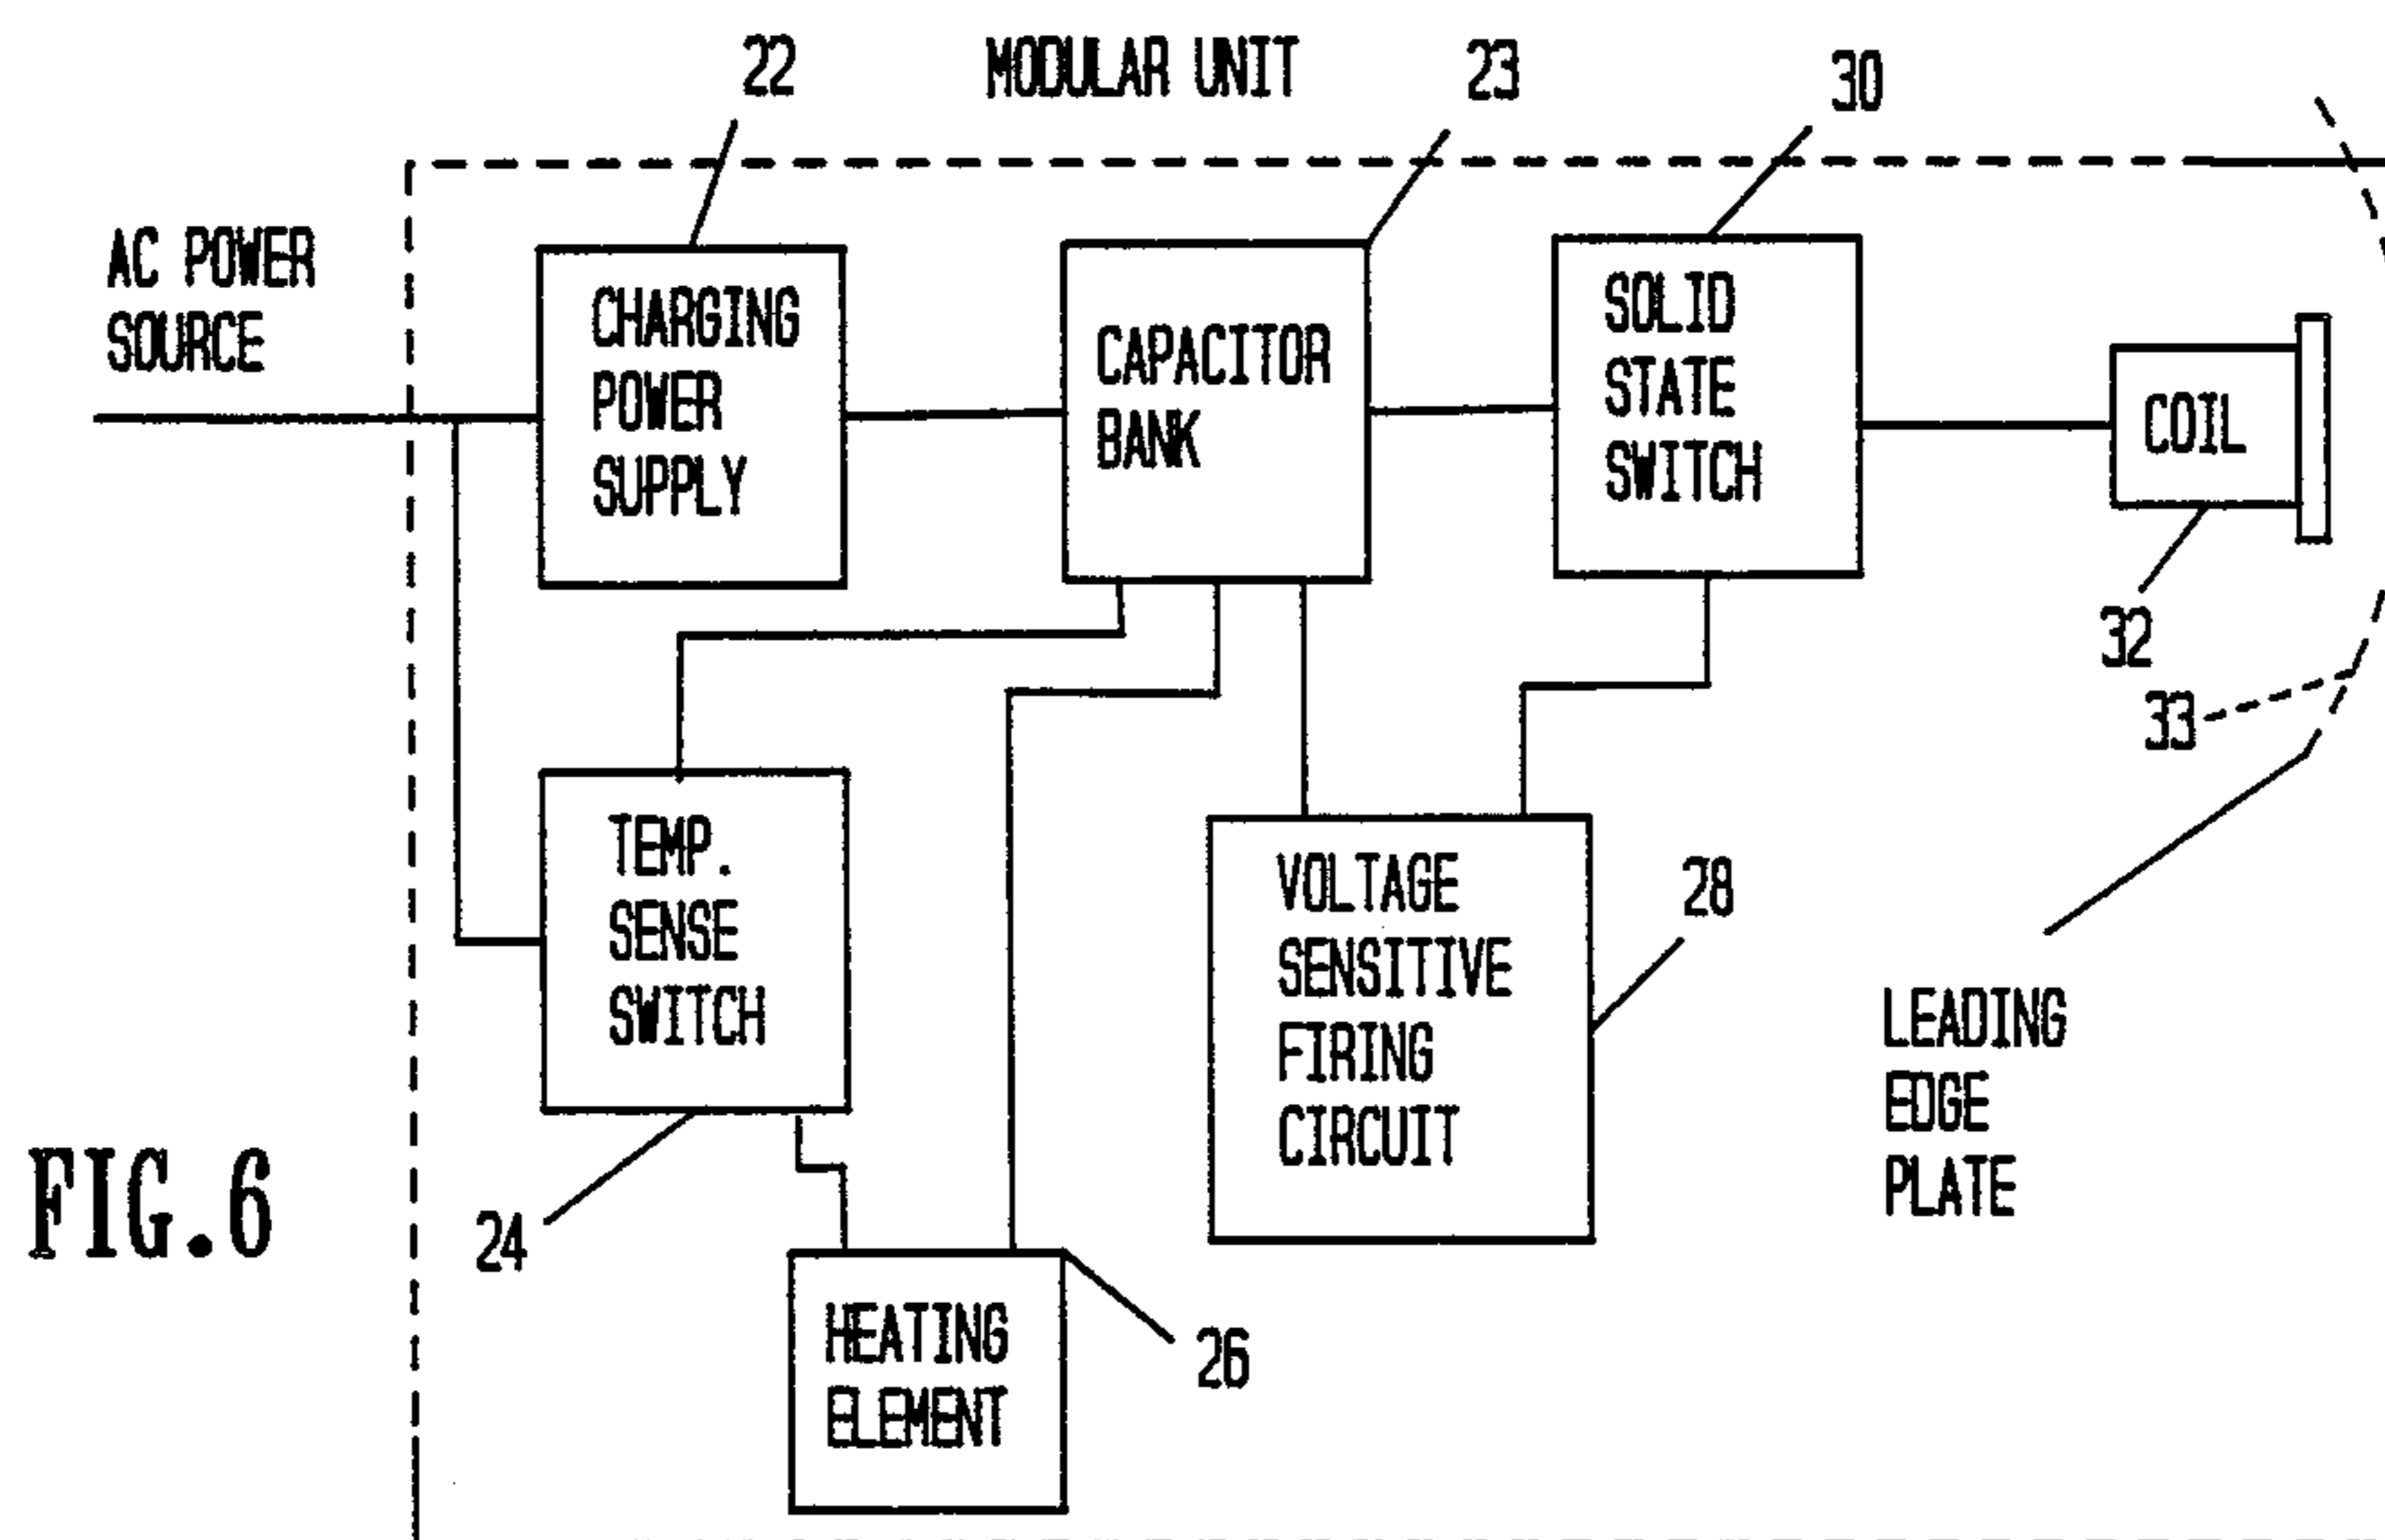 22
MODULAR UNIT
23
30
AC POWER
SOURCE
CHARGING
POWER
SUPPLY
CAPACITOR
BANK
SOLID
STATE
SWITCH
COIL
32
33
TEMP.
SENSE
SWITCH
VOLTAGE
SENSITIVE
FIRING
CIRCUIT
28
LEADING
EDGE
PLATE
24
FIG.6
HEATING
ELEMENT
26